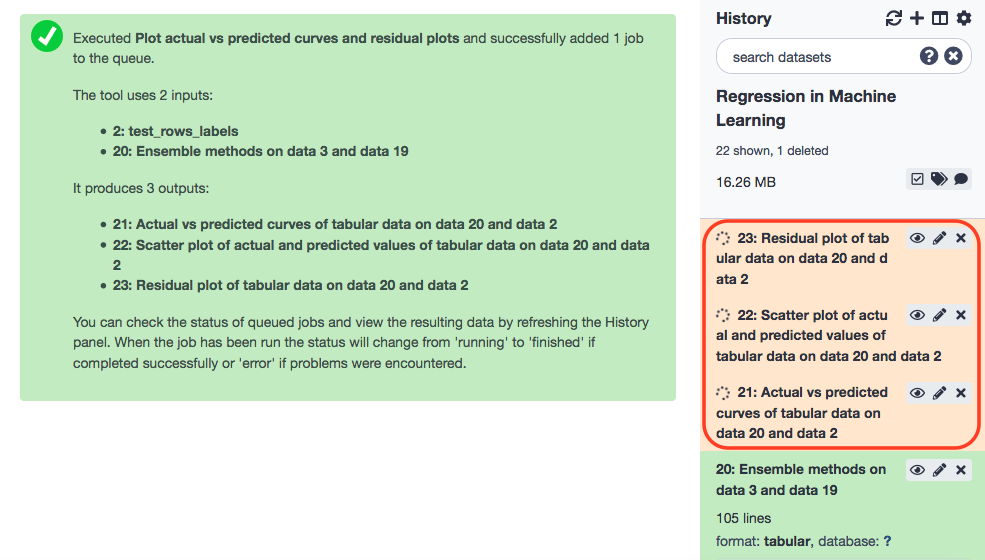 Executed Plot actual vs predicted curves and residual plots and successfully added 1 job
to the queue.
The tool uses 2 inputs:
• 2: test_rows_labels
• 20: Ensemble methods on data 3 and data 19
It produces 3 outputs:
• 21: Actual vs predicted curves of tabular data on data 20 and data 2
• 22: Scatter plot of actual and predicted values of tabular data on data 20 and data
2
• 23: Residual plot of tabular data on data 20 and data 2
You can check the status of queued jobs and view the resulting data by refreshing the History
panel. When the job has been run the status will change from 'running' to 'finished' if
completed successfully or 'error' if problems were encountered.
History
search datasets
Regression in Machine
Learning
22 shown, 1 deleted
16.26 MB
23: Residual plot of tab
ular data on data 20 and d
ata 2
22: Scatter plot of actu
al and predicted values of
tabular data on data 20 and data 2
21: Actual vs predicted
curves of tabular data on
data 20 and data 2
20: Ensemble methods on
data 3 and data 19
105 lines
format: tabular, database: ?